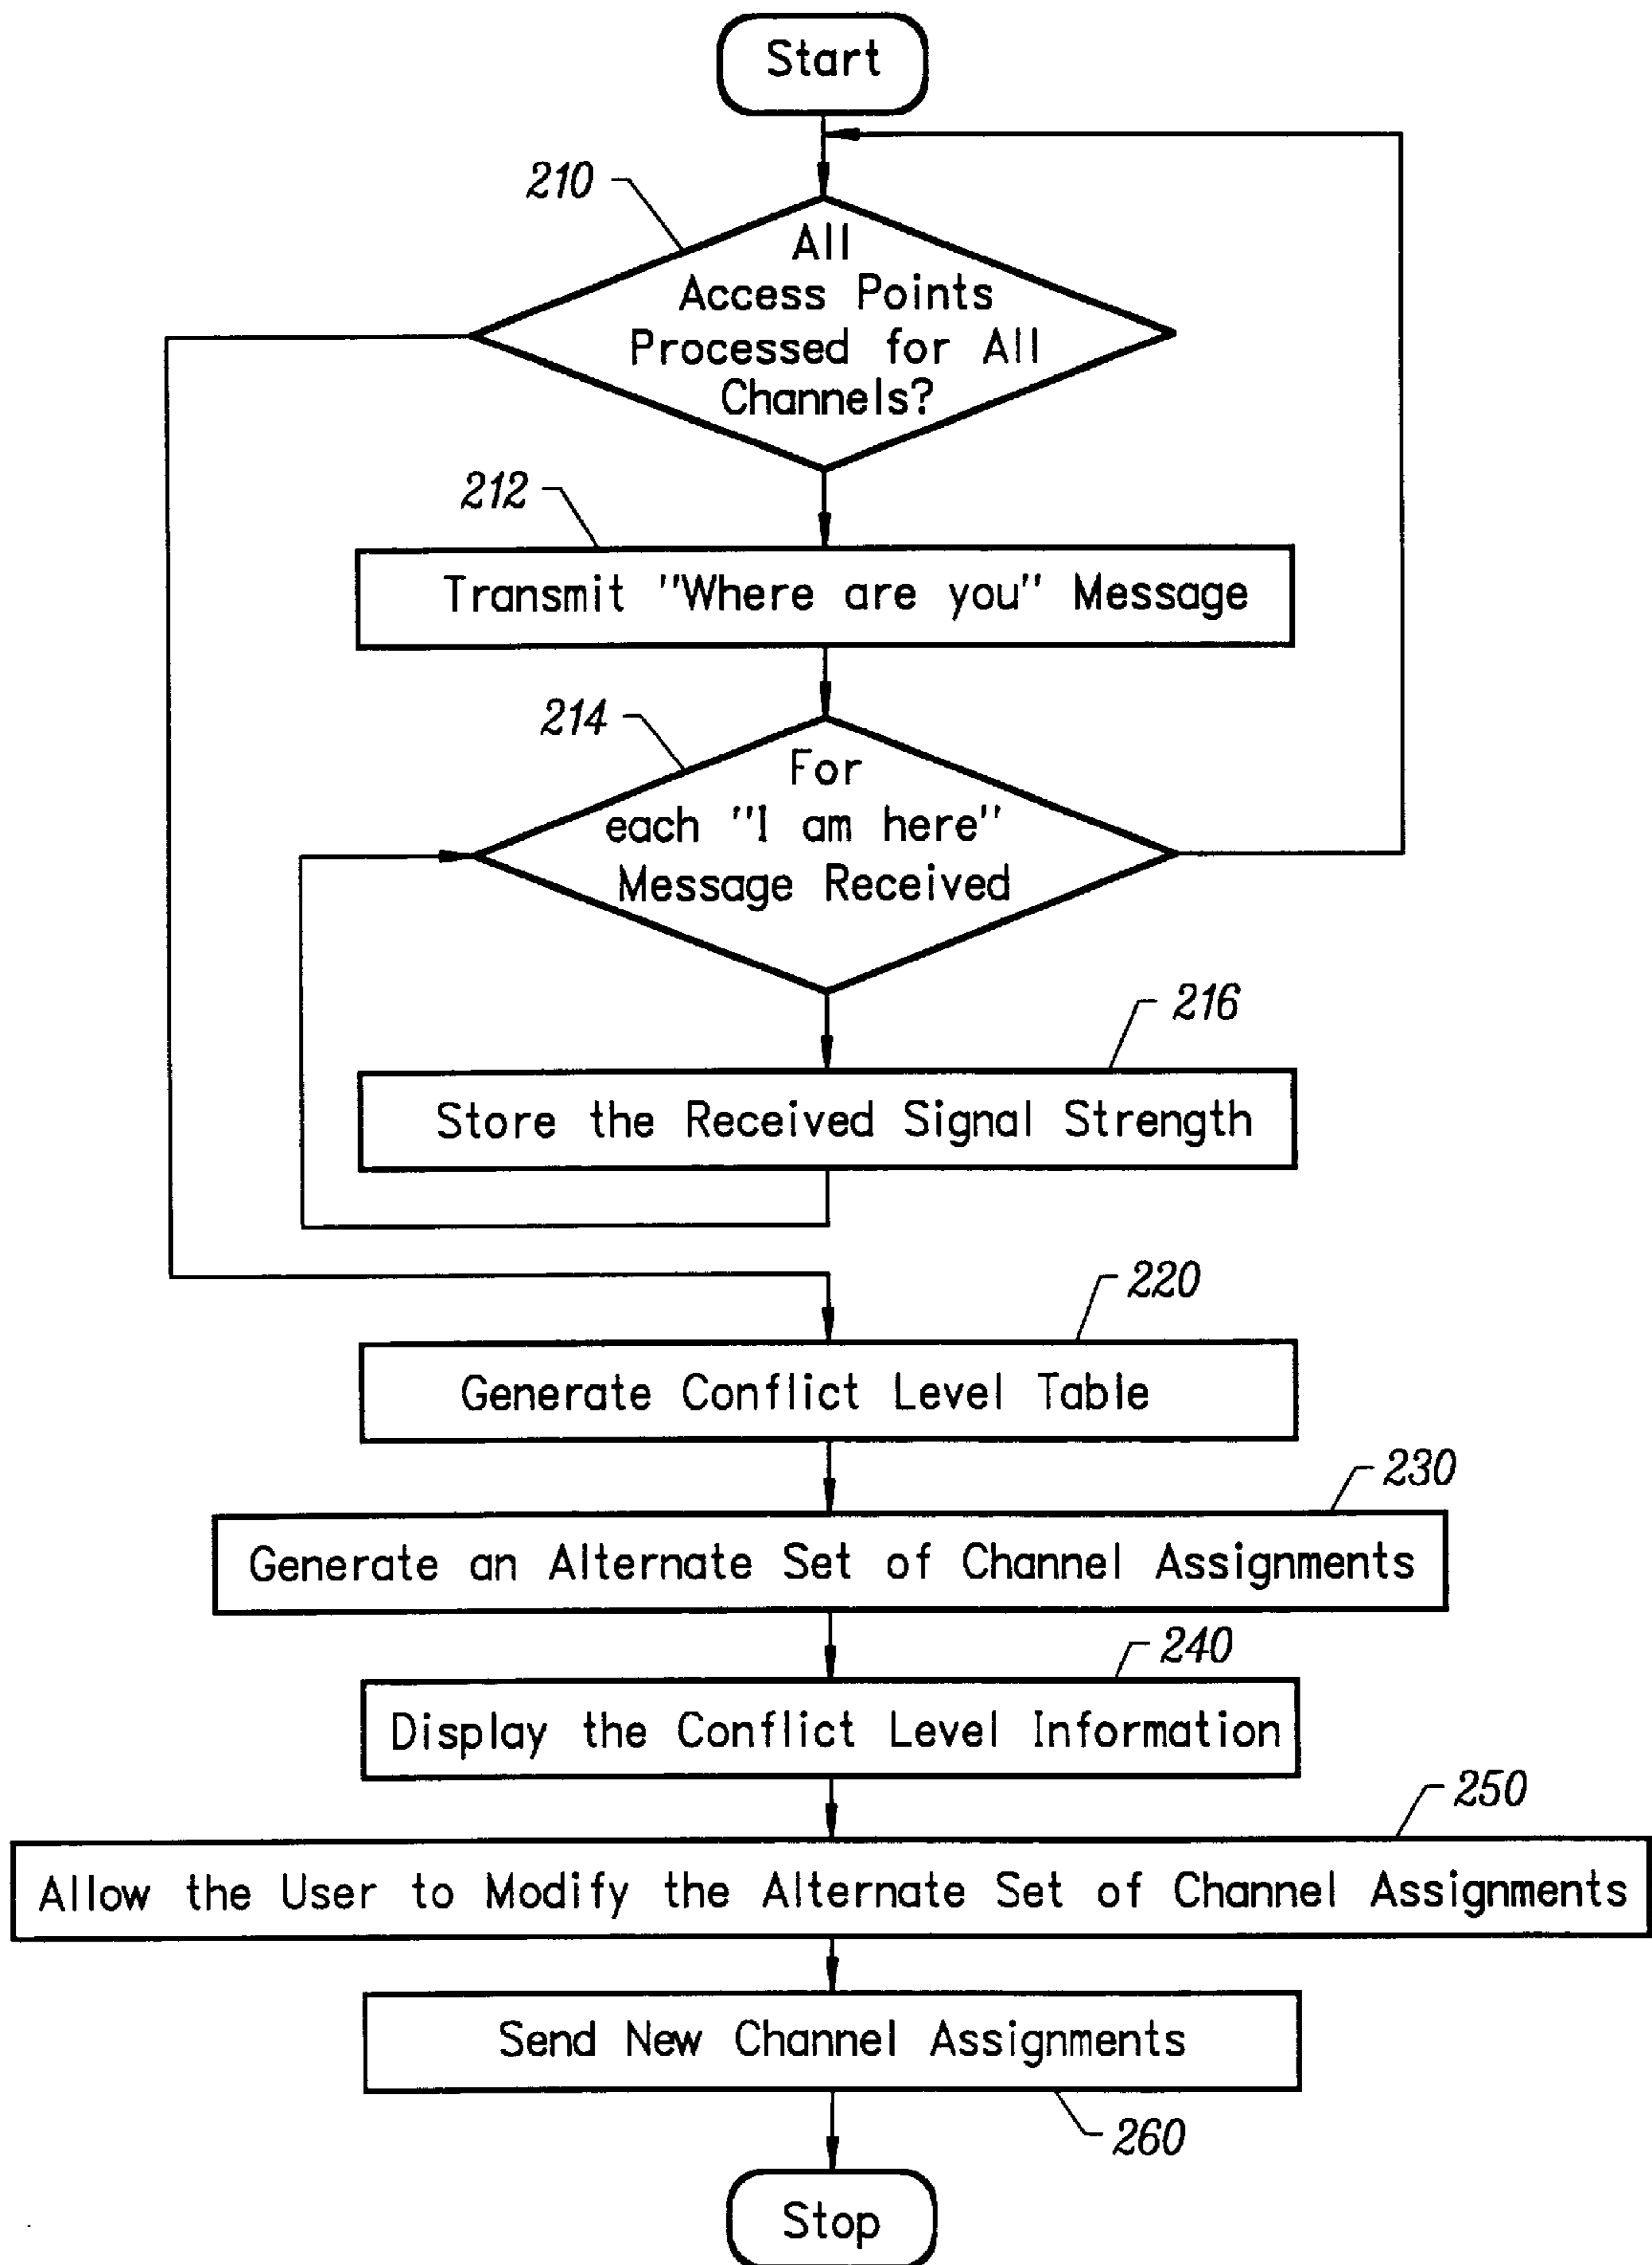 Start
210
All
Access Points
Processed for All
Channels?
212
Transmit "Where are you" Message
214
For
each "I am here"
Message Received
216
Store the Received Signal Strength
220
Generate Conflict Level Table
230
Generate an Alternate Set of Channel Assignments
240
Display the Conflict Level Information
250
Allow the User to Modify the Alternate Set of Channel Assignments
Send New Channel Assignments
260
Stop